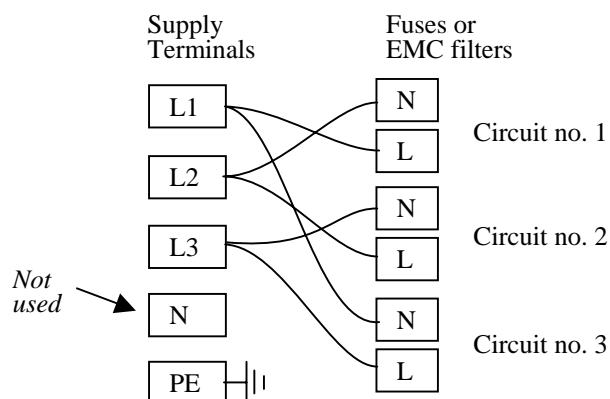 Supply
Terminals
Fuses or
EMC filters
L1
L2
L3
N
PE
Not
used
N
L
Circuit no. 1
N
L
Circuit no. 2
N
L
Circuit no. 3